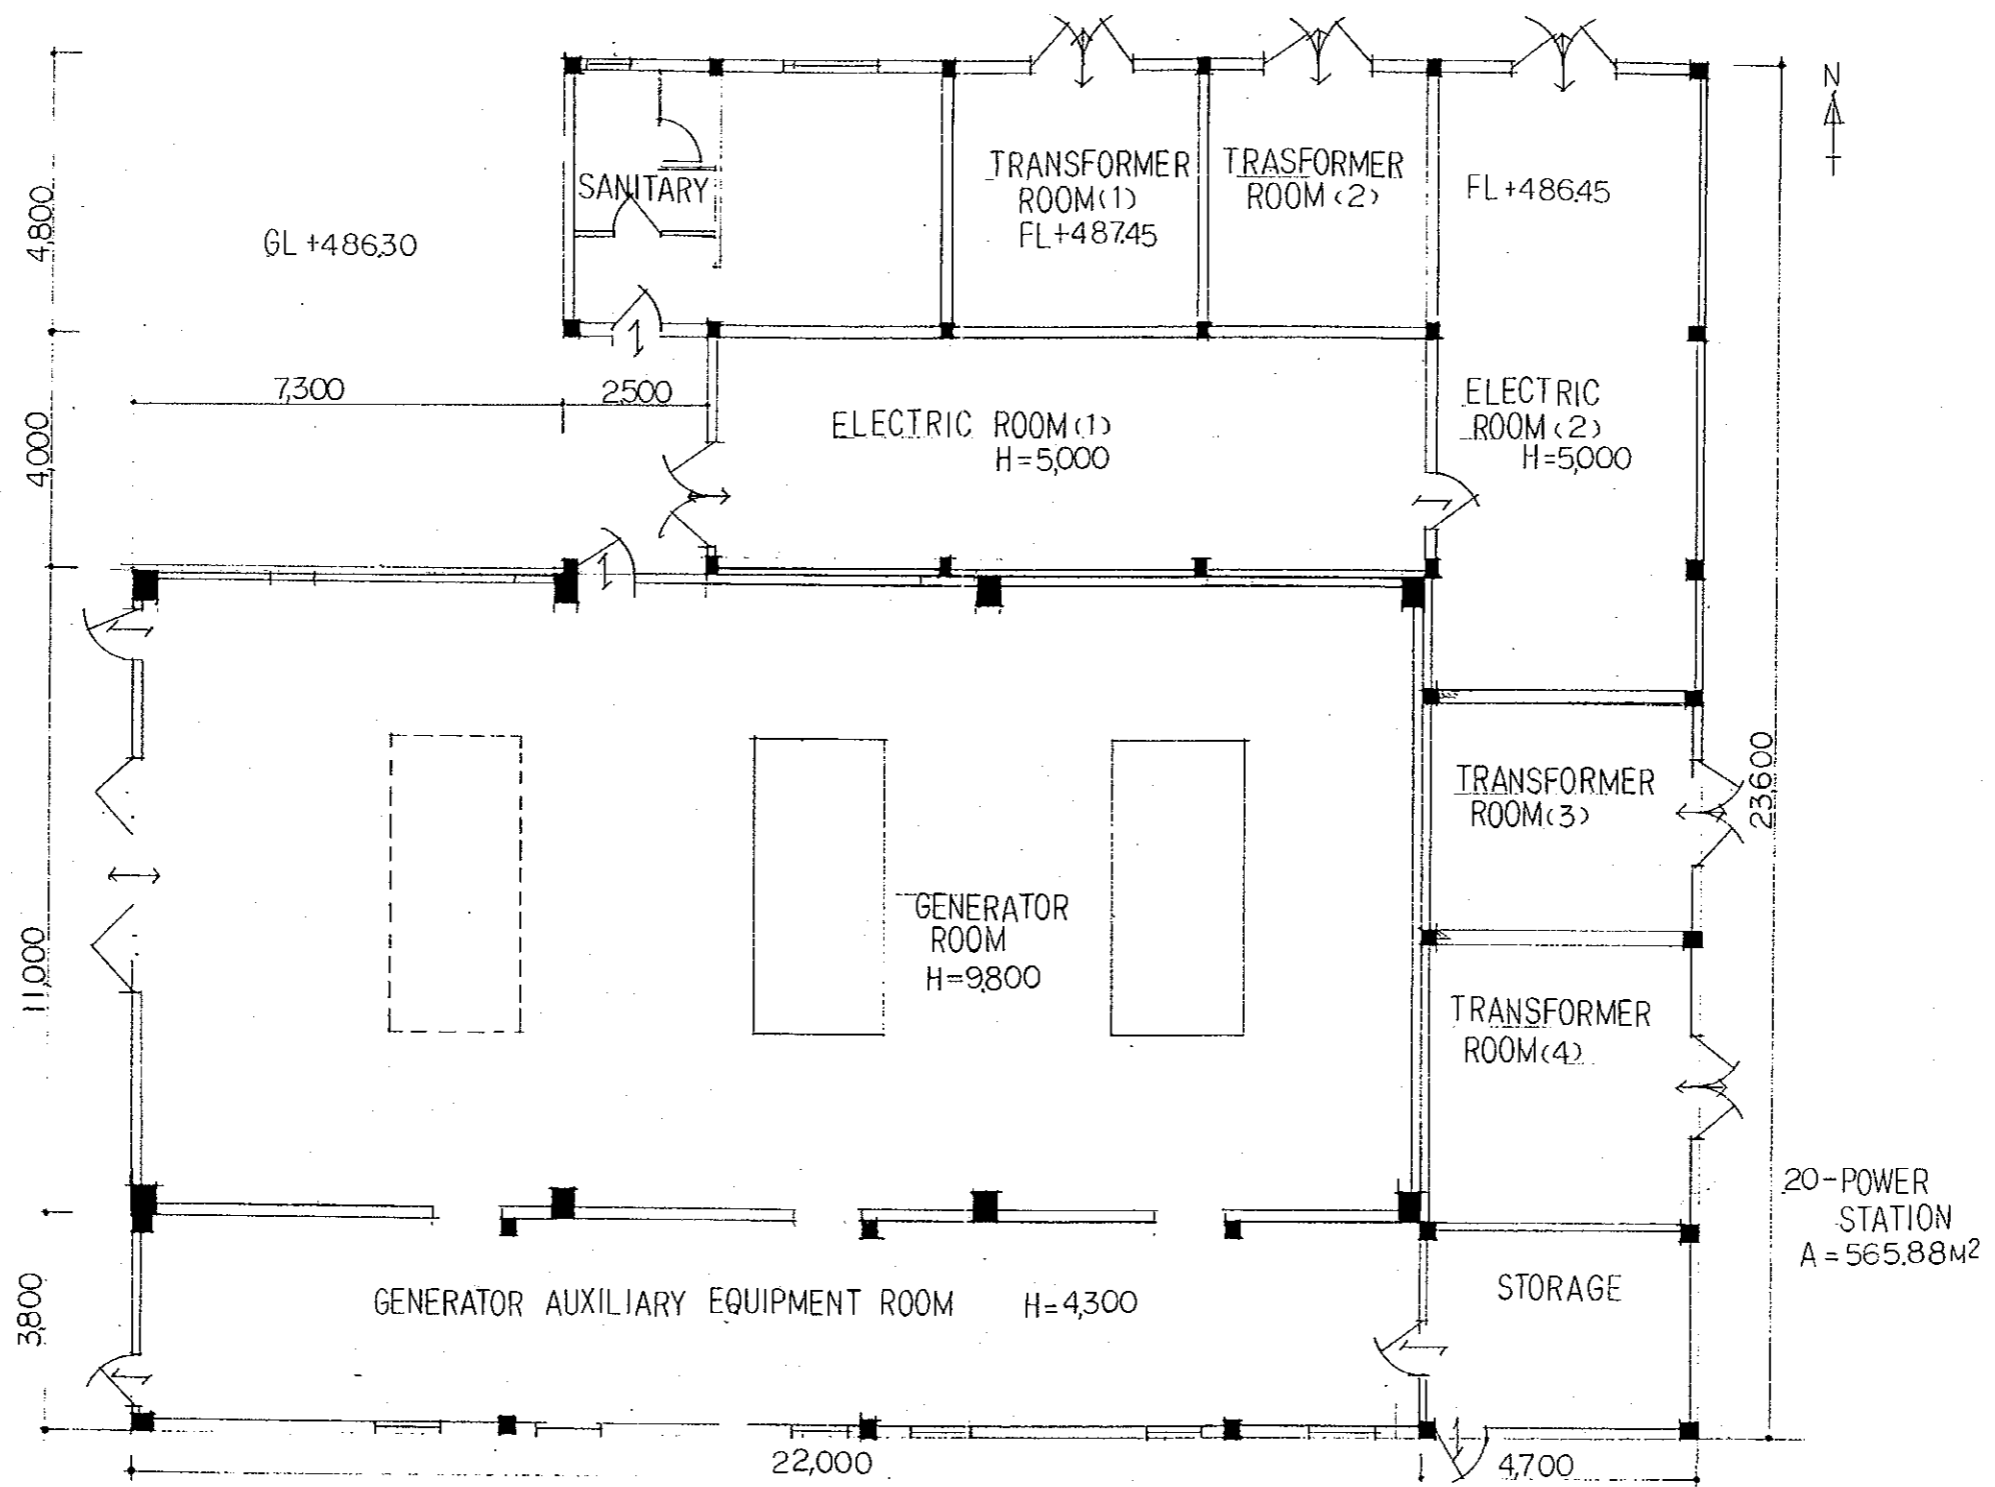 N
TRANSFORMER
ROOM(1)
FL+487.45
TRASFORMER
ROOM(2)
FL+486.45
SANITARY
GL +486.30
4,800
7,300
2,500
4,000
ELECTRIC ROOM(1)
H=5,000
ELECTRIC
ROOM(2)
H=5,000
TRANSFORMER
ROOM(3)
23,600
GENERATOR
ROOM
H=9,800
11,000
TRANSFORMER
ROOM(4)
20-POWER
STATION
A=565.88M²
GENERATOR AUXILIARY EQUIPMENT ROOM H=4,300
STORAGE
3,800
22,000
4,700